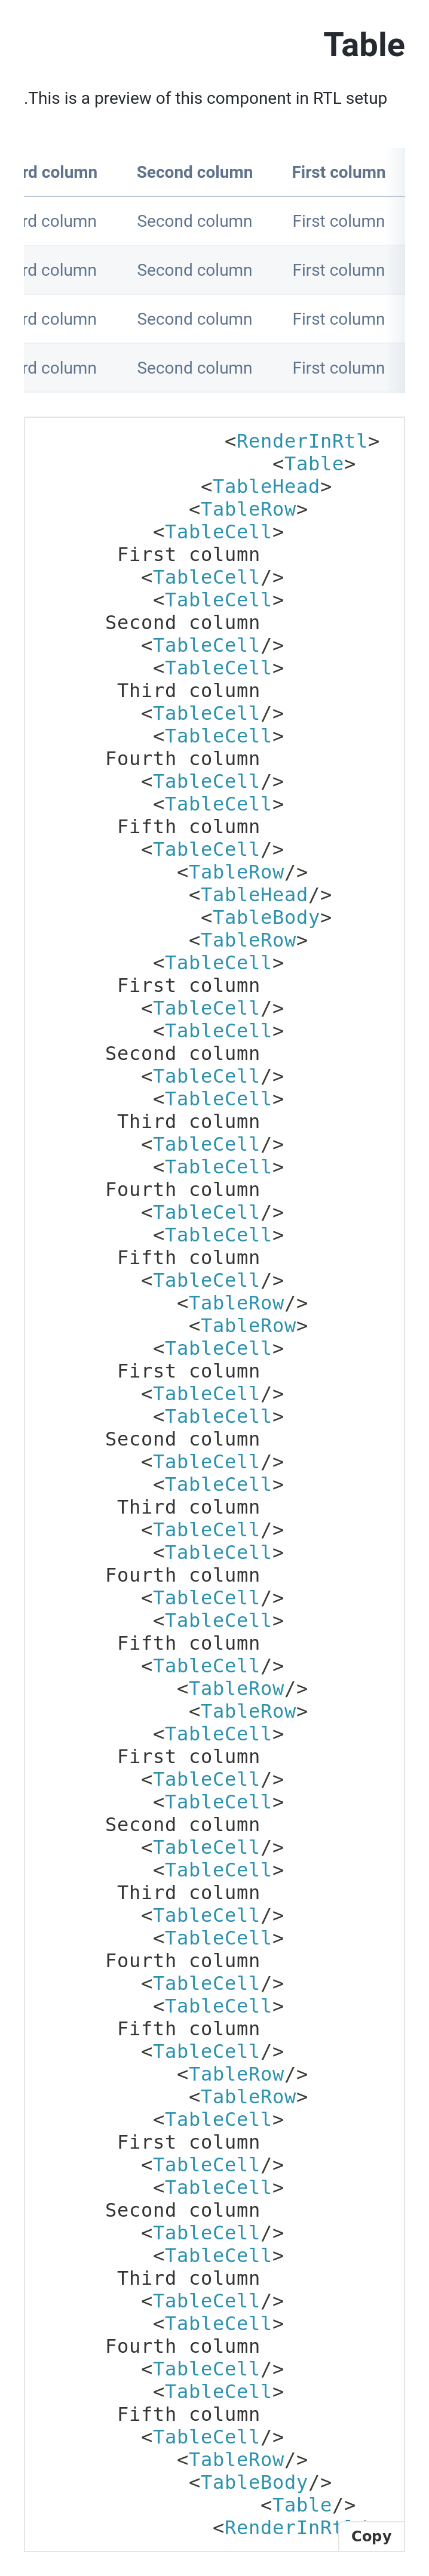 Table
.This is a preview of this component in RTL setup
rd column Second column First column
rd column Second column First column
rd column Second column First column
rd column Second column First column
rd column Second column First column
<RenderInRtl>
<Table>
<TableHead>
<TableRow>
<TableCell>
First column
<TableCell/>
<TableCell>
Second column
<TableCell/>
<TableCell>
Third column
<TableCell/>
<TableCell>
Fourth column
<TableCell/>
<TableCell>
Fifth column
<TableCell/>
<TableRow/>
<TableHead/>
<TableBody>
<TableRow>
<TableCell>
First column
<TableCell/>
<TableCell>
Second column
<TableCell/>
<TableCell>
Third column
<TableCell/>
<TableCell>
Fourth column
<TableCell/>
<TableCell>
Fifth column
<TableCell/>
<TableRow/>
<TableRow>
<TableCell>
First column
<TableCell/>
<TableCell>
Second column
<TableCell/>
<TableCell>
Third column
<TableCell/>
<TableCell>
Fourth column
<TableCell/>
<TableCell>
Fifth column
<TableCell/>
<TableRow/>
<TableRow>
<TableCell>
First column
<TableCell/>
<TableCell>
Second column
<TableCell/>
<TableCell>
Third column
<TableCell/>
<TableCell>
Fourth column
<TableCell/>
<TableCell>
Fifth column
<TableCell/>
<TableRow/>
<TableRow>
<TableCell>
First column
<TableCell/>
<TableCell>
Second column
<TableCell/>
<TableCell>
Third column
<TableCell/>
<TableCell>
Fourth column
<TableCell/>
<TableCell>
Fifth column
<TableCell/>
<TableRow/>
<TableBody/>
<Table/>
<RenderInRt
Copy